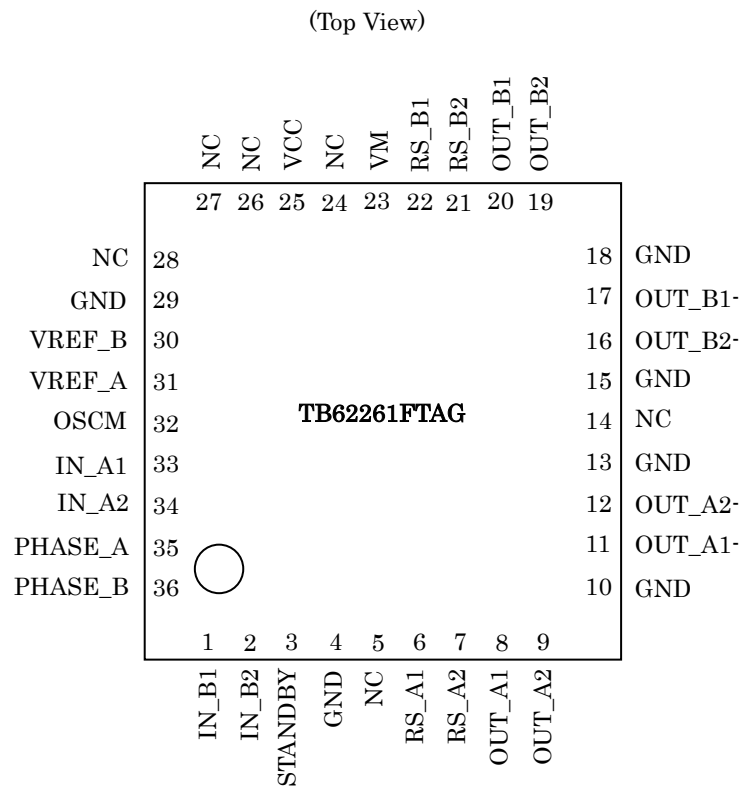 (Top View)
NC
NC
VCC
NC
VM
RS_B1
RS_B2
OUT_B1
OUT_B2
27 26 25 24 23 22 21 20 19
NC 28
GND 29
VREF_B 30
VREF_A 31
OSCM 32
IN_A1 33
IN_A2 34
PHASE_A 35
PHASE_B 36
TB62261FTAG
18 GND
17 OUT_B1-
16 OUT_B2-
15 GND
14 NC
13 GND
12 OUT_A2-
11 OUT_A1-
10 GND
1 2 3 4 5 6 7 8 9
IN_B1
IN_B2
STANDBY
GND
NC
RS_A1
RS_A2
OUT_A1
OUT_A2